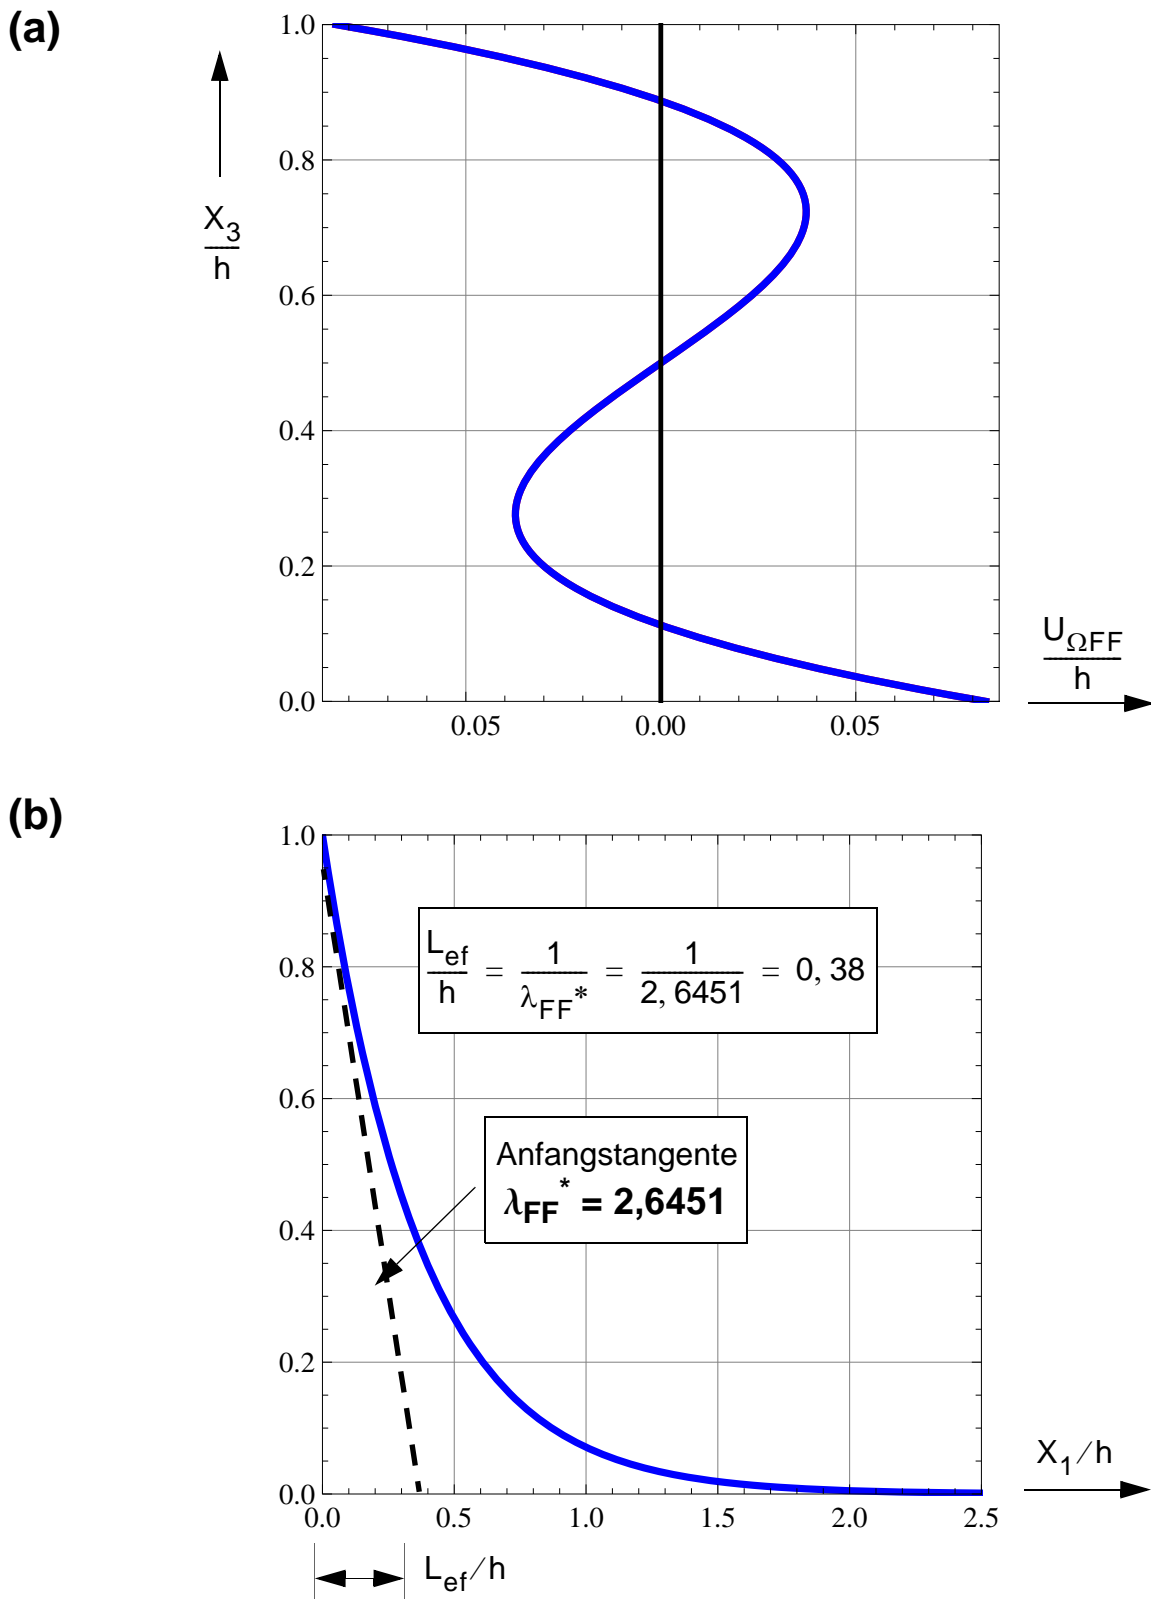 (a)
1.0
0.8
0.6
0.4
0.2
0.0
X3
h
0.05 0.00 0.05
UΩFF
h
(b)
1.0
0.8
0.6
0.4
0.2
0.0
Lef/h = 1/λFF* = 1/2,6451 = 0,38
Anfangstangente
λFF* = 2,6451
X1/h
0.0 0.5 1.0 1.5 2.0 2.5
Lef/h